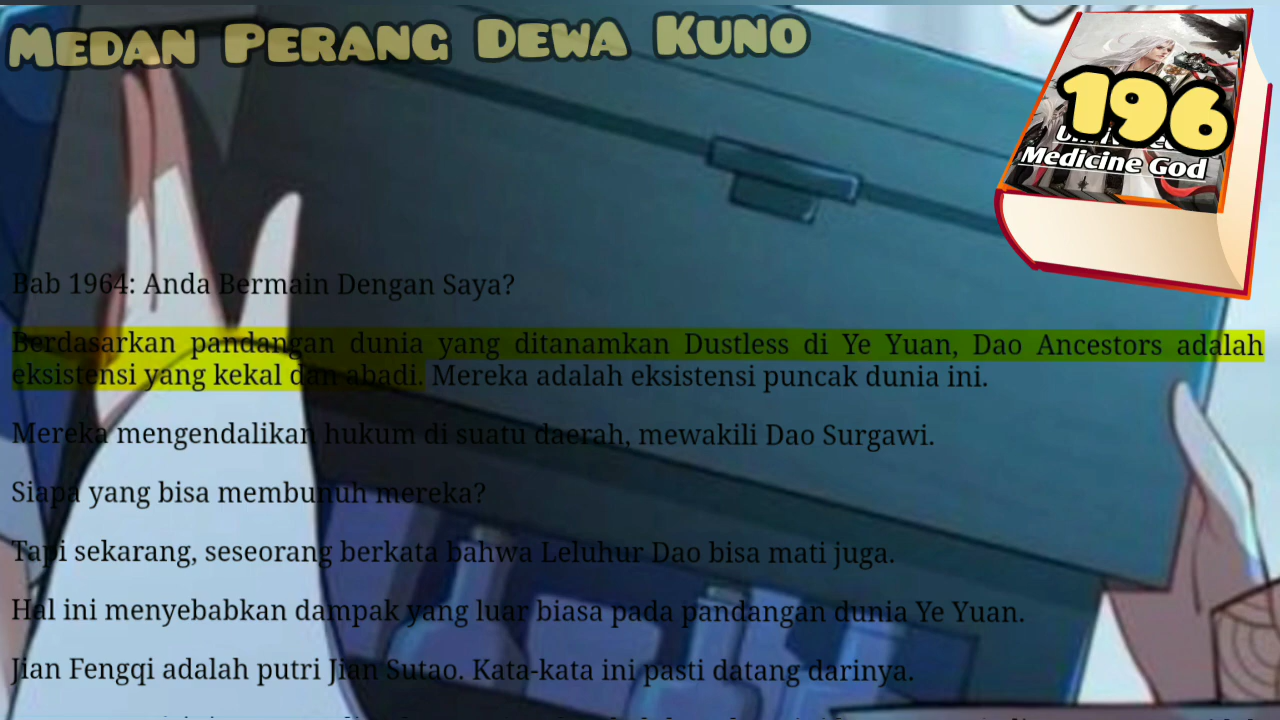 Medan Perang Dewa Kuno
196
Medicine God
Bab 1964: Anda Bermain Dengan Saya?
Berdasarkan pandangan dunia yang ditanamkan Dustless di Ye Yuan, Dao Ancestors adalah
eksistensi yang kekal dan abadi. Mereka adalah eksistensi puncak dunia ini.
Mereka mengendalikan hukum di suatu daerah, mewakili Dao Surgawi.
Siapa yang bisa membunuh mereka?
Tapi sekarang, seseorang berkata bahwa Leluhur Dao bisa mati juga.
Hal ini menyebabkan dampak yang luar biasa pada pandangan dunia Ye Yuan.
Jian Fengqi adalah putri Jian Sutao. Kata-kata ini pasti datang darinya.